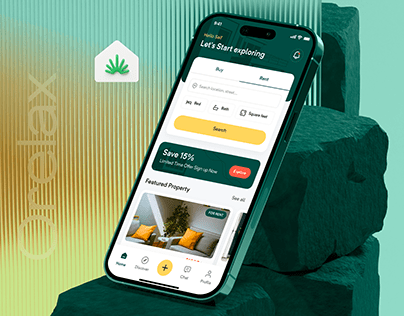 Orelax
9:41
Hello Saif
Let's Start exploring
Buy Rent
Search location, street...
Bed Bath Square feet
Search
Save 15%
Limited Time Offer Sign up Now
Explore
Featured Property See all
FOR RENT
Home Discover Chat Profile